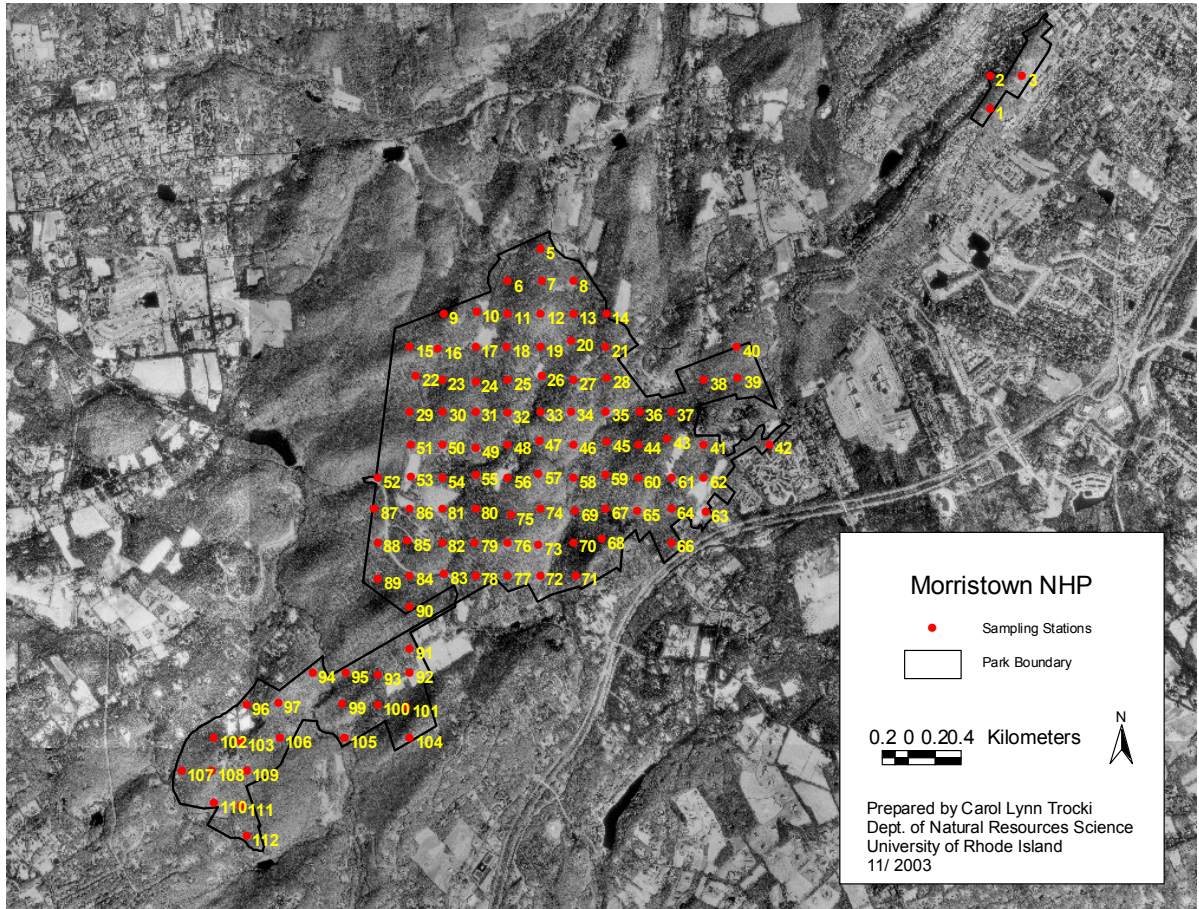 2 3
1
5
6 7 8
9 10 11 12 13 14
15 16 17 18 19 20 21 40
22 23 24 25 26 27 28 38 39
29 30 31 32 33 34 35 36 37
51 50 49 48 47 46 45 44 43 41 42
52 53 54 55 56 57 58 59 60 61 62
87 86 81 80 75 74 69 67 65 64 63
88 85 82 79 76 73 70 68 66
89 84 83 78 77 72 71
90
91
94 95 93 92
96 97 99 100 101
102 103 106 105 104
107 108 109
110 111
112
Morristown NHP
Sampling Stations
Park Boundary
N
0.2 0 0.2 0.4 Kilometers
Prepared by Carol Lynn Trocki
Dept. of Natural Resources Science
University of Rhode Island
11/ 2003